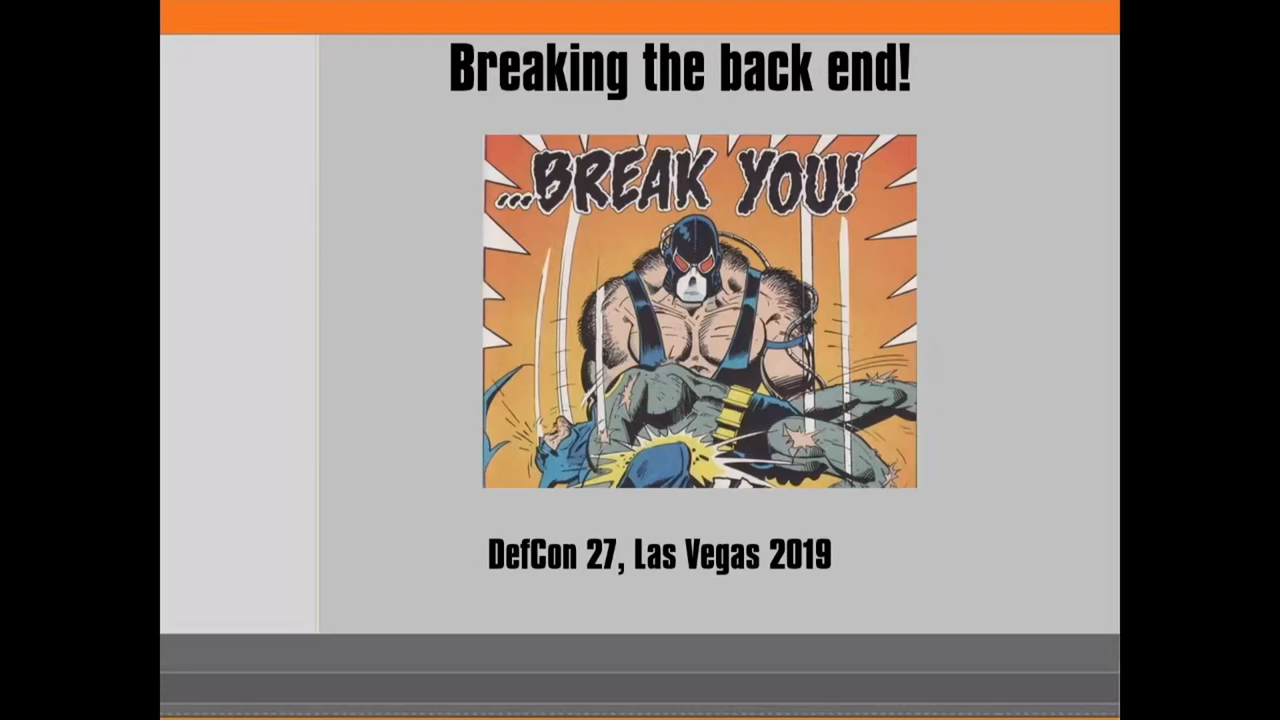 Breaking the back end!
...BREAK YOU!
DefCon 27, Las Vegas 2019